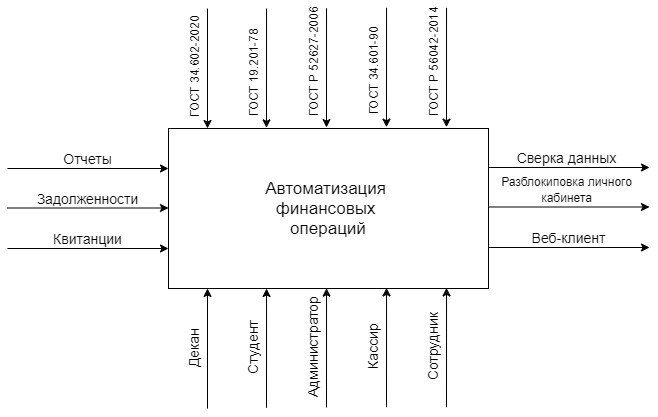 ГОСТ 34.602-2020
ГОСТ 19.201-78
ГОСТ Р 52627-2006
ГОСТ 34.601-90
ГОСТ Р 56042-2014
Отчеты
Задолженности
Квитанции
Автоматизация
финансовых
операций
Сверка данных
Разблокиповка личного
кабинета
Веб-клиент
Декан
Студент
Администратор
Кассир
Сотрудник